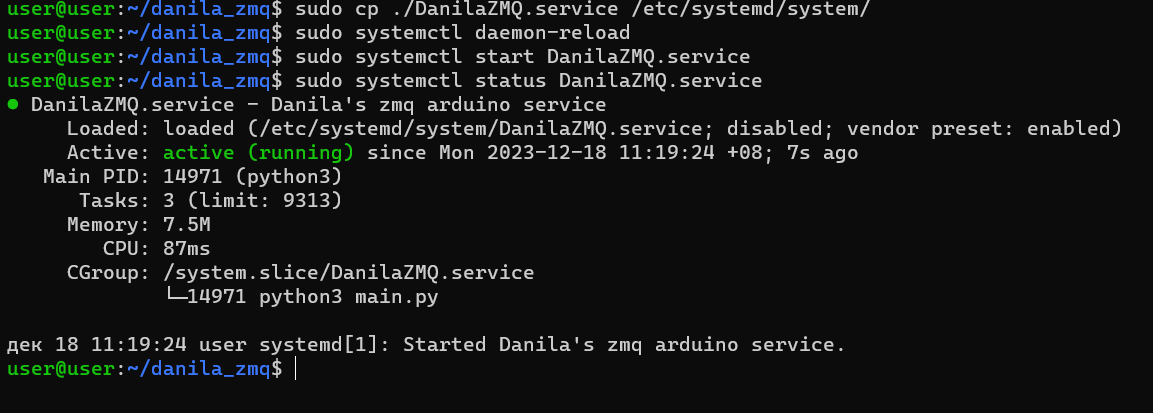 user@user:~/danila_zmq$ sudo cp ./DanilaZMQ.service /etc/systemd/system/
user@user:~/danila_zmq$ sudo systemctl daemon-reload
user@user:~/danila_zmq$ sudo systemctl start DanilaZMQ.service
user@user:~/danila_zmq$ sudo systemctl status DanilaZMQ.service
● DanilaZMQ.service - Danila's zmq arduino service
     Loaded: loaded (/etc/systemd/system/DanilaZMQ.service; disabled; vendor preset: enabled)
     Active: active (running) since Mon 2023-12-18 11:19:24 +08; 7s ago
   Main PID: 14971 (python3)
      Tasks: 3 (limit: 9313)
     Memory: 7.5M
        CPU: 87ms
     CGroup: /system.slice/DanilaZMQ.service
             └─14971 python3 main.py

дек 18 11:19:24 user systemd[1]: Started Danila's zmq arduino service.
user@user:~/danila_zmq$